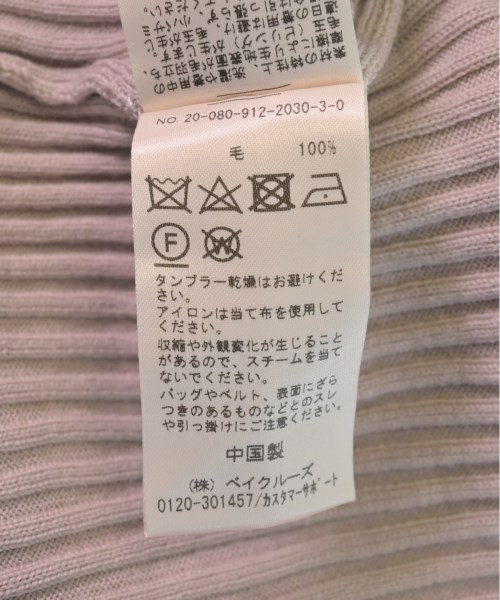 NO. 20-080-912-2030-3-0
毛 100%
F
W
タンブラー乾燥はお避けくだ
さい。
アイロンは当て布を使用して
ください。
収縮や外観変化が生じること
があるので、スチームを当て
ないでください。
バッグやベルト、表面にざら
つきのあるものなどとのスレ
や引っ掛けにご注意ください。
中国製
(株) ベイクルーズ
0120-301457/カスタマーサポート